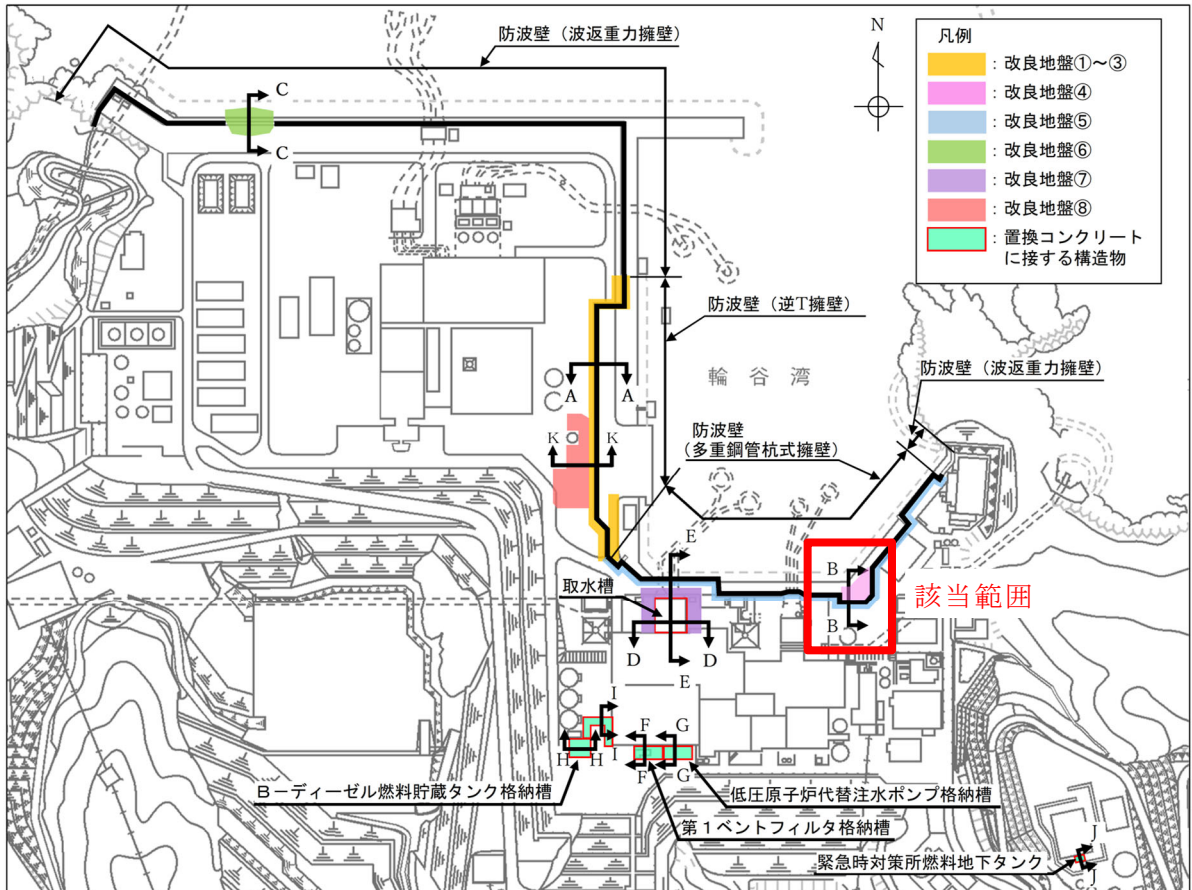 防波壁（波返重力擁壁）
N
凡例
：改良地盤①～③
：改良地盤④
：改良地盤⑤
：改良地盤⑥
：改良地盤⑦
：改良地盤⑧
：置換コンクリート
に接する構造物
C
C
防波壁（逆T擁壁）
輪谷湾
防波壁（波返重力擁壁）
A
A
防波壁
（多重鋼管杭式擁壁）
K
K
E
取水槽
B
該当範囲
B
D
D
E
I
F
G
H
H
I
F
G
B－ディーゼル燃料貯蔵タンク格納槽
低圧原子炉代替注水ポンプ格納槽
第１ベントフィルタ格納槽
J
緊急時対策所燃料地下タンク
J